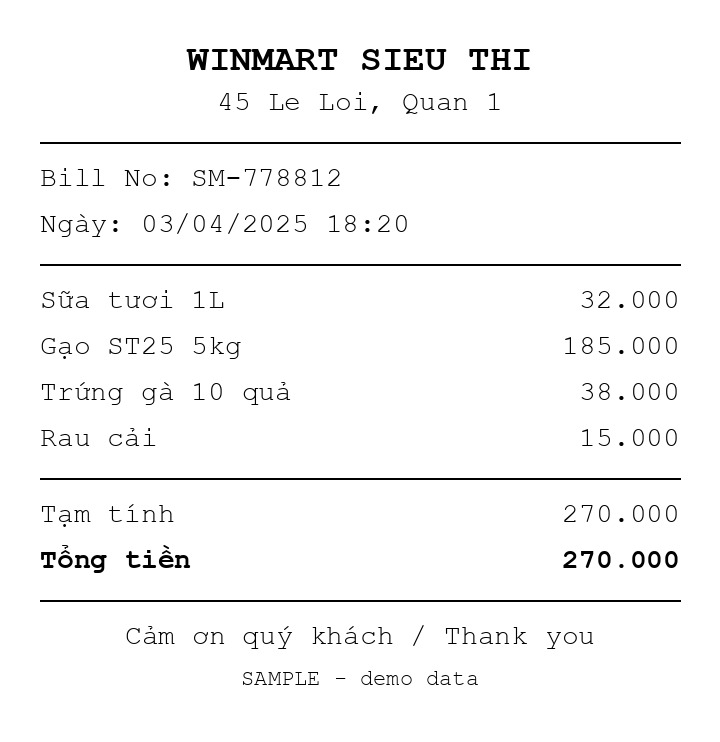 WINMART SIEU THI
45 Le Loi, Quan 1
Bill No: SM-778812
Ngày: 03/04/2025 18:20
Sữa tươi 1L 32.000
Gạo ST25 5kg 185.000
Trứng gà 10 quả 38.000
Rau cải 15.000
Tạm tính 270.000
Tổng tiền 270.000
Cảm ơn quý khách / Thank you
SAMPLE - demo data